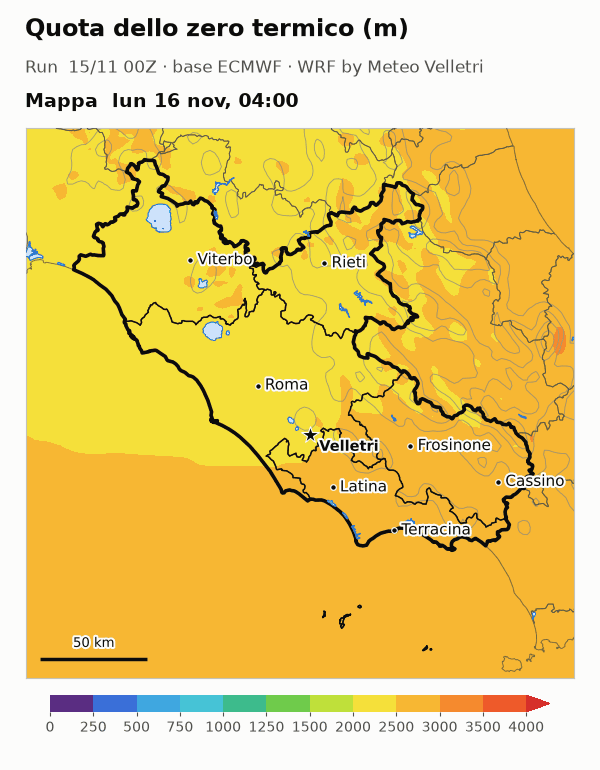 Quota dello zero termico (m)
Run  15/11 00Z · base ECMWF · WRF by Meteo Velletri
Mappa  lun 16 nov, 04:00
Viterbo
Rieti
Roma
Velletri
Frosinone
Cassino
Latina
Terracina
50 km
0 250 500 750 1000 1250 1500 2000 2500 3000 3500 4000